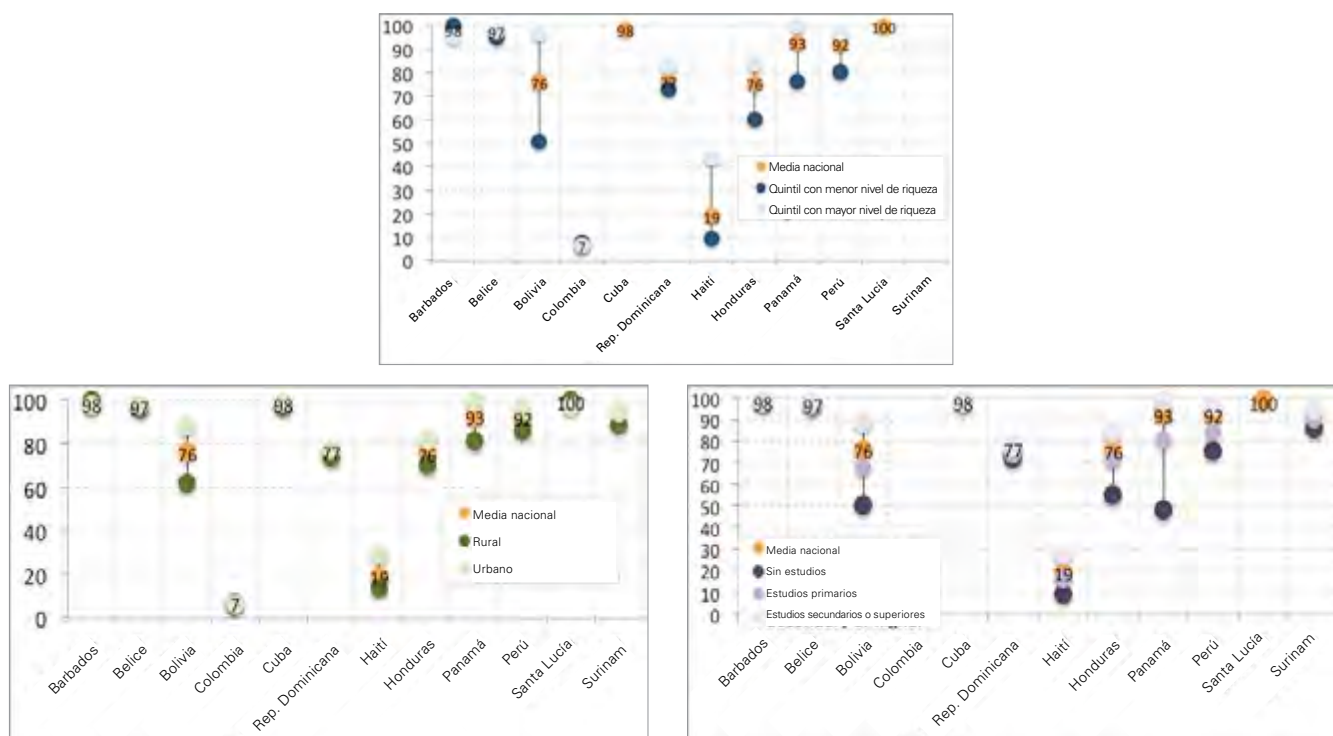 100
90
80
70
60
50
40
30
20
10
0
98
97
76
7
98
19
76
93
92
100
Media nacional
Quintil con menor nivel de riqueza
Quintil con mayor nivel de riqueza
Barbados
Belice
Bolivia
Colombia
Cuba
Rep. Dominicana
Haití
Honduras
Panamá
Perú
Santa Lucía
Surinam
100
80
60
40
20
0
98
97
76
7
98
77
19
76
93
92
100
Media nacional
Rural
Urbano
Barbados
Belice
Bolivia
Colombia
Cuba
Rep. Dominicana
Haití
Honduras
Panamá
Perú
Santa Lucía
Surinam
100
90
80
70
60
50
40
30
20
10
0
98
97
76
98
77
19
76
93
92
100
Media nacional
Sin estudios
Estudios primarios
Estudios secundarios o superiores
Barbados
Belice
Bolivia
Colombia
Cuba
Rep. Dominicana
Haití
Honduras
Panamá
Perú
Santa Lucía
Surinam